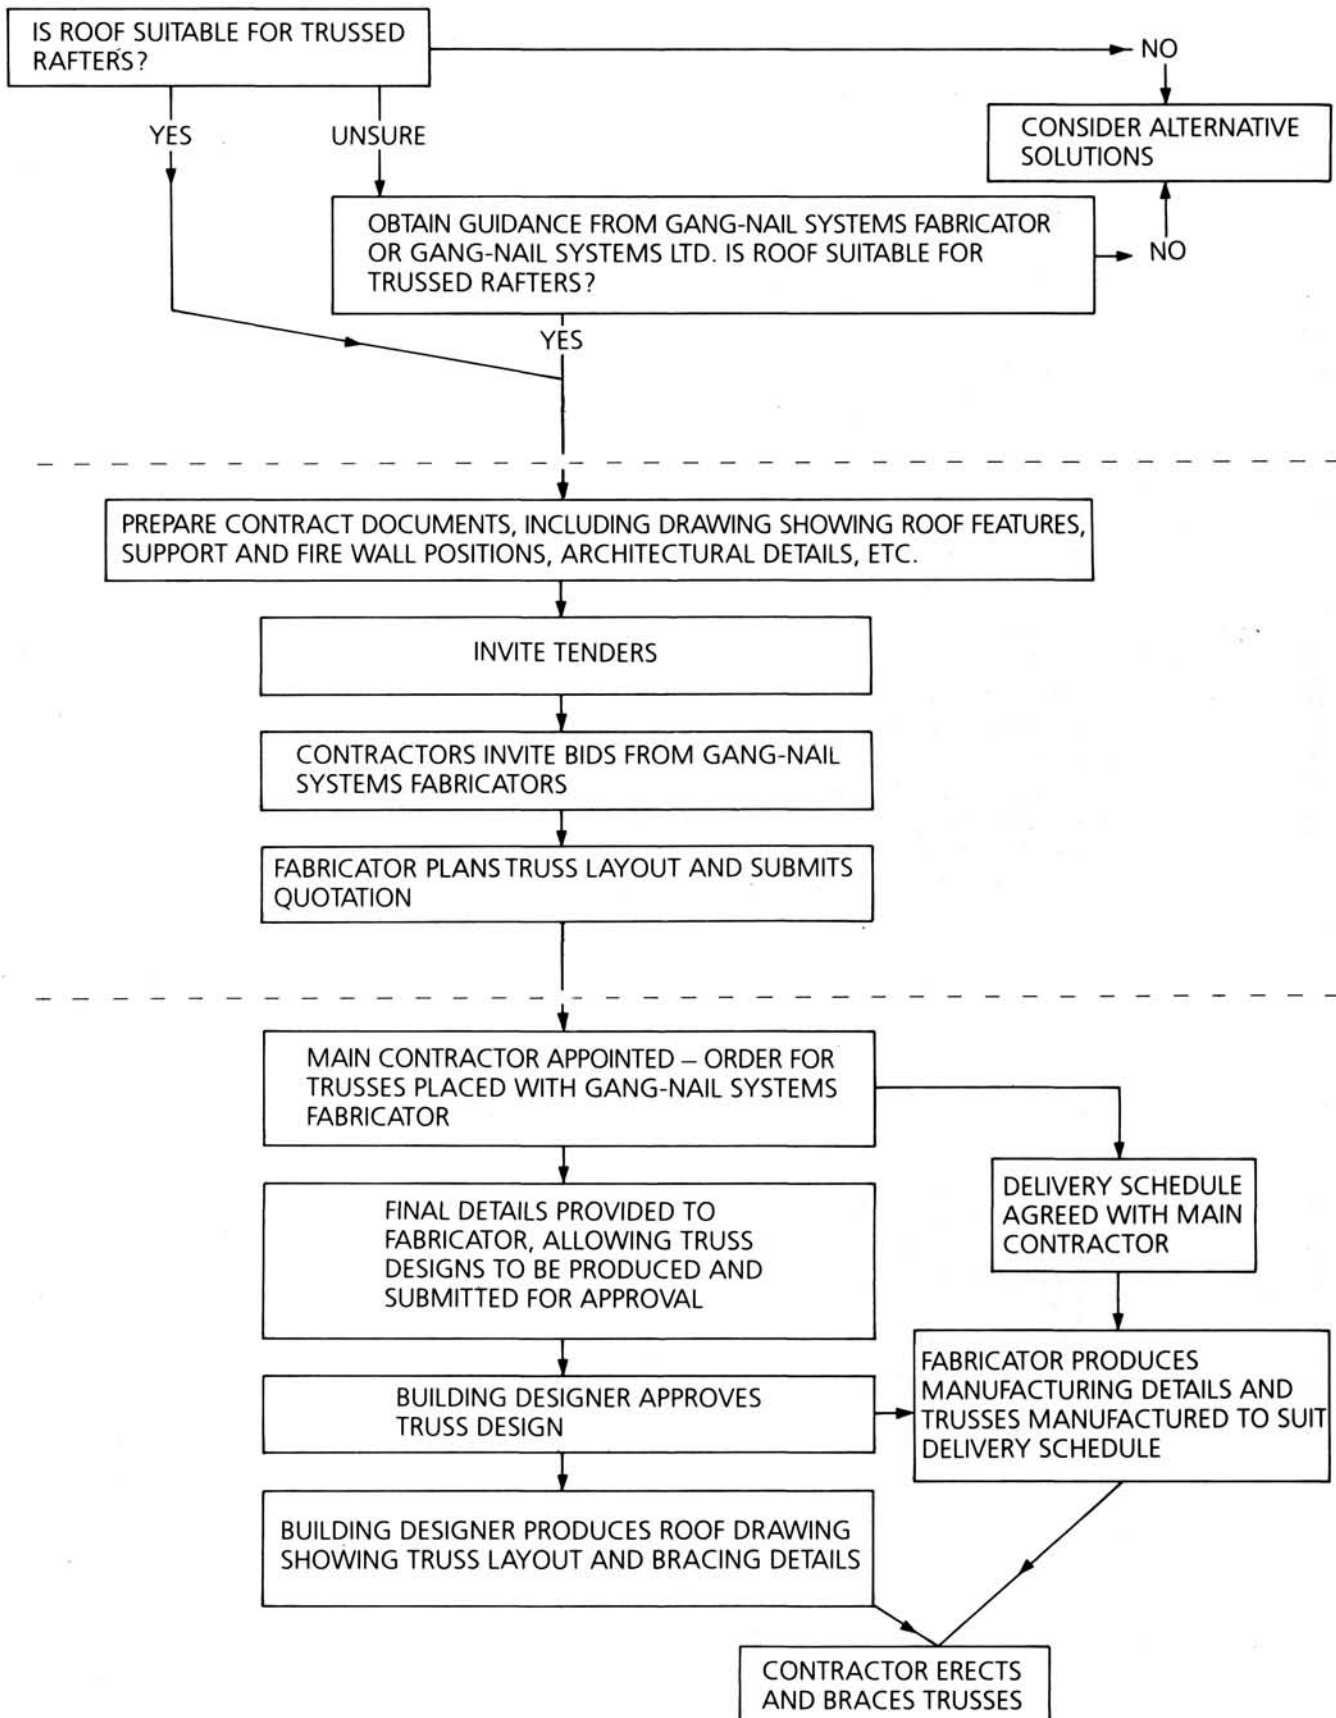 IS ROOF SUITABLE FOR TRUSSED
RAFTERS?
NO
YES
UNSURE
CONSIDER ALTERNATIVE
SOLUTIONS
OBTAIN GUIDANCE FROM GANG-NAIL SYSTEMS FABRICATOR
OR GANG-NAIL SYSTEMS LTD. IS ROOF SUITABLE FOR
TRUSSED RAFTERS?
NO
YES
PREPARE CONTRACT DOCUMENTS, INCLUDING DRAWING SHOWING ROOF FEATURES,
SUPPORT AND FIRE WALL POSITIONS, ARCHITECTURAL DETAILS, ETC.
INVITE TENDERS
CONTRACTORS INVITE BIDS FROM GANG-NAIL
SYSTEMS FABRICATORS
FABRICATOR PLANS TRUSS LAYOUT AND SUBMITS
QUOTATION
MAIN CONTRACTOR APPOINTED – ORDER FOR
TRUSSES PLACED WITH GANG-NAIL SYSTEMS
FABRICATOR
FINAL DETAILS PROVIDED TO
FABRICATOR, ALLOWING TRUSS
DESIGNS TO BE PRODUCED AND
SUBMITTED FOR APPROVAL
DELIVERY SCHEDULE
AGREED WITH MAIN
CONTRACTOR
BUILDING DESIGNER APPROVES
TRUSS DESIGN
FABRICATOR PRODUCES
MANUFACTURING DETAILS AND
TRUSSES MANUFACTURED TO SUIT
DELIVERY SCHEDULE
BUILDING DESIGNER PRODUCES ROOF DRAWING
SHOWING TRUSS LAYOUT AND BRACING DETAILS
CONTRACTOR ERECTS
AND BRACES TRUSSES